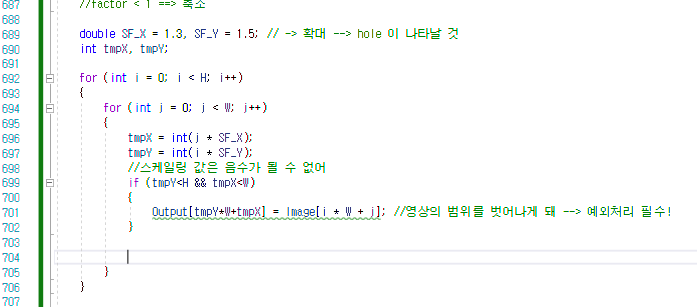 687 //factor < 1 ==> 축소
688
689 double SF_X = 1.3, SF_Y = 1.5; // -> 확대 --> hole 이 나타날 것
690 int tmpX, tmpY;
691
692 for (int i = 0; i < H; i++)
693 {
694 for (int j = 0; j < W; j++)
695 {
696 tmpX = int(j * SF_X);
697 tmpY = int(i * SF_Y);
698 //스케일링 값은 음수가 될 수 없어
699 if (tmpY<H && tmpX<W)
700 {
701 Output[tmpY*W+tmpX] = Image[i * W + j]; //영상의 범위를 벗어나게 돼 --> 예외처리 필수!
702 }
703
704
705 }
706 }
707